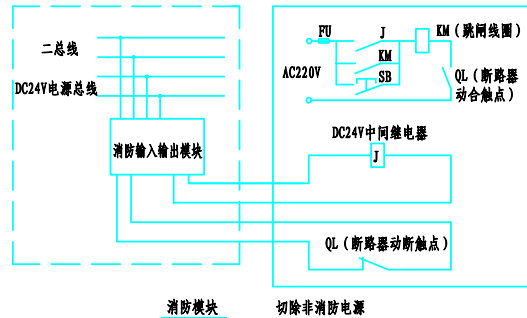 二总线
DC24V电源总线
消防输入输出模块
FU
J
KM
SB
AC220V
KM(跳闸线圈)
QL(断路器
动合触点)
DC24V中间继电器
J
QL(断路器动断触点)
消防模块
切除非消防电源